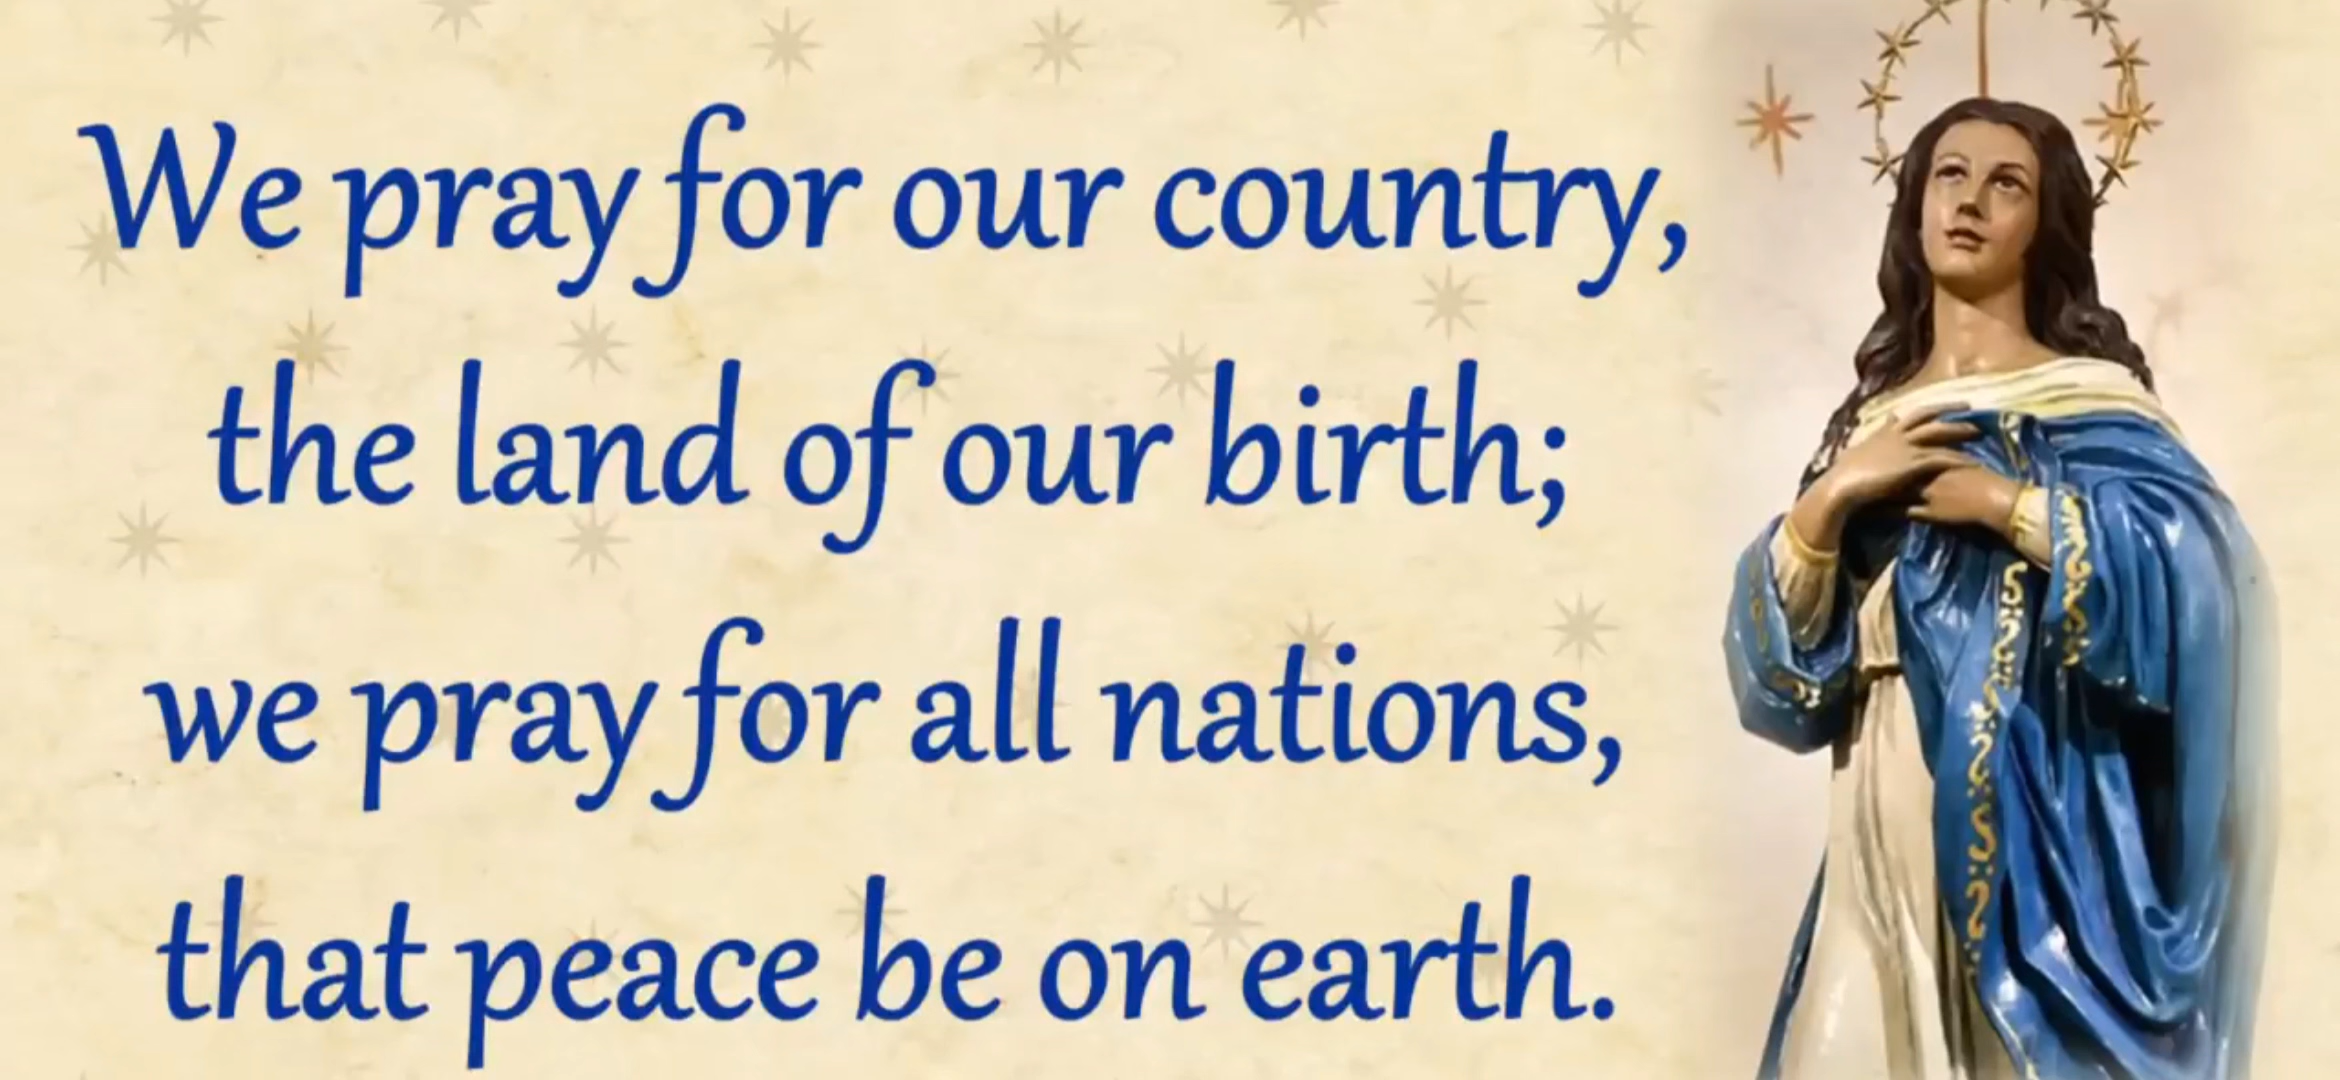 We pray for our country,
the land of our birth;
we pray for all nations,
that peace be on earth.